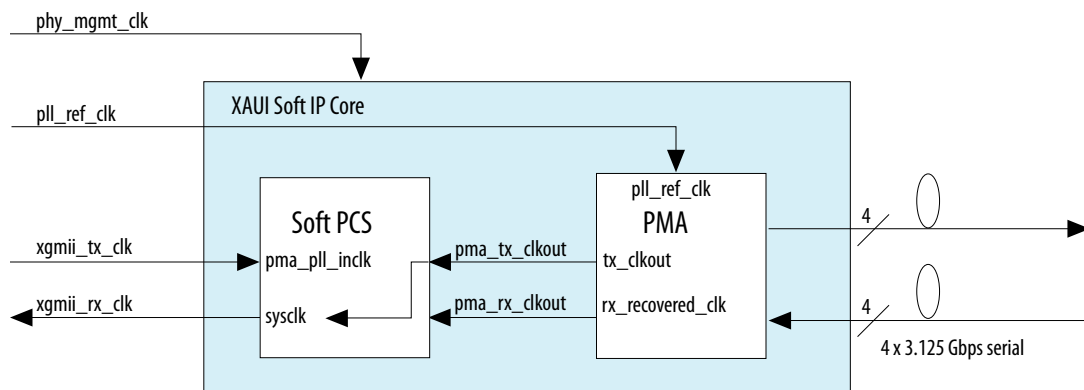 phy_mgmt_clk
XAUI Soft IP Core
pll_ref_clk
pll_ref_clk
Soft PCS
PMA
4
xgmii_tx_clk
pma_pll_inclk
pma_tx_clkout
tx_clkout
xgmii_rx_clk
sysclk
pma_rx_clkout
rx_recovered_clk
4
4 x 3.125 Gbps serial